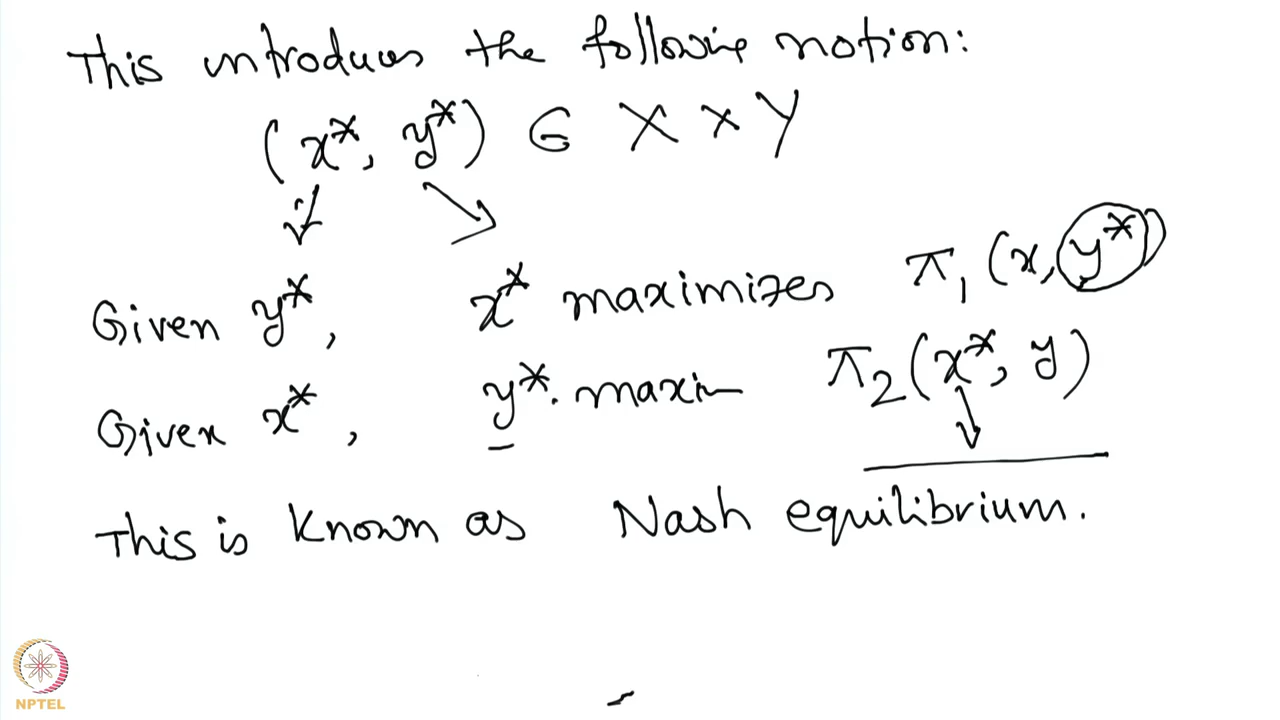 This introduces the following notion:
(x*, y*) ∈ X × Y
Given y*, x* maximizes π₁(x, y*)
Given x*, y*. maxim π₂(x*, y)
This is known as Nash equilibrium.
NPTEL